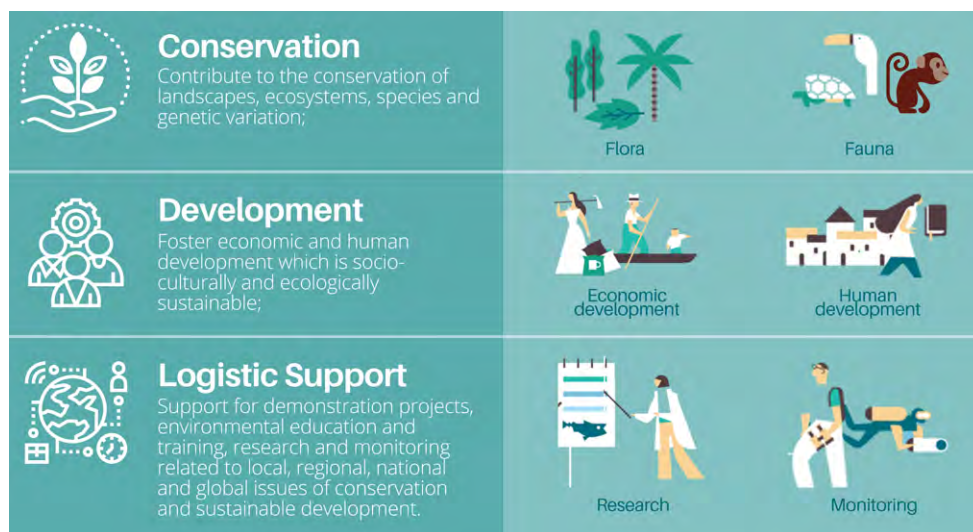 Conservation
Contribute to the conservation of
landscapes, ecosystems, species and
genetic variation;
Flora
Fauna
Development
Foster economic and human
development which is socio-
culturally and ecologically
sustainable;
Economic
development
Human
development
Logistic Support
Support for demonstration projects,
environmental education and
training, research and monitoring
related to local, regional, national
and global issues of conservation
and sustainable development.
Research
Monitoring